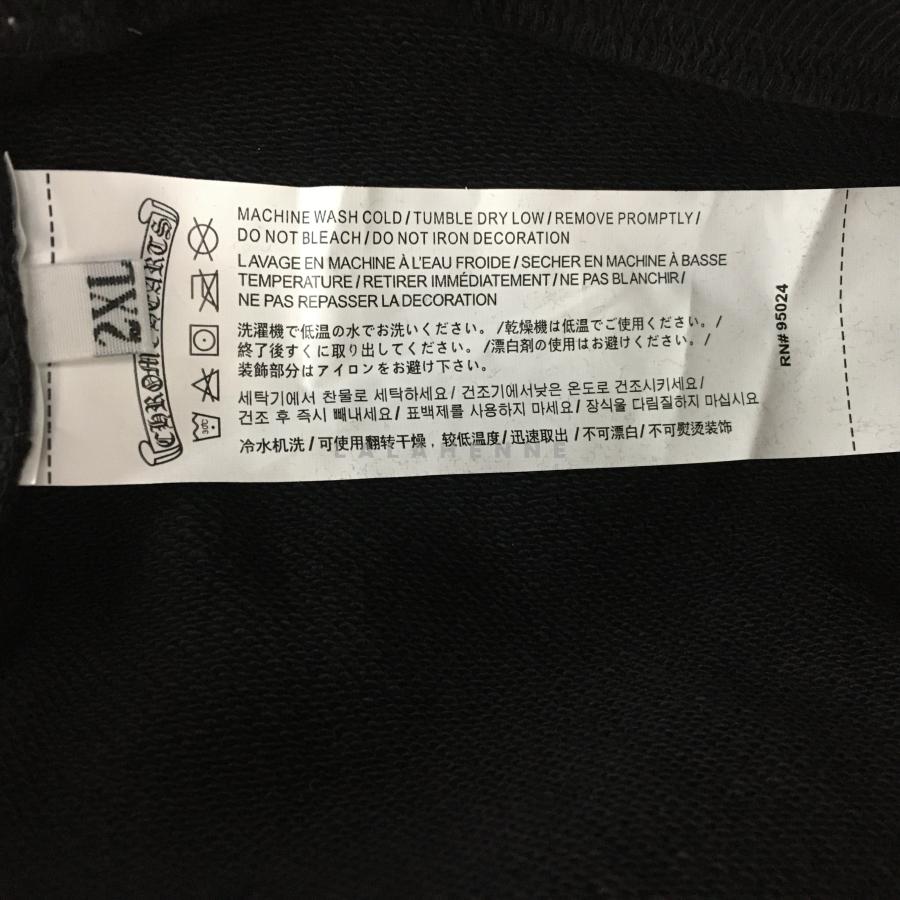 CHROME HEARTS
2XL
MACHINE WASH COLD / TUMBLE DRY LOW / REMOVE PROMPTLY /
DO NOT BLEACH / DO NOT IRON DECORATION
LAVAGE EN MACHINE À L'EAU FROIDE / SECHER EN MACHINE À BASSE
TEMPERATURE / RETIRER IMMÉDIATEMENT / NE PAS BLANCHIR /
NE PAS REPASSER LA DECORATION
洗濯機で低温の水でお洗いください。/乾燥機は低温でご使用ください。/
終了後すぐに取り出してください。/漂白剤の使用はお避けください。/
装飾部分はアイロンをお避け下さい。
세탁기에서 찬물로 세탁하세요/ 건조기에서낮은 온도로 건조시키세요/
건조 후 즉시 빼내세요/ 표백제를 사용하지 마세요/ 장식을 다림질하지 마십시요
冷水机洗/可使用翻转干燥，较低温度/迅速取出/不可漂白/不可熨烫装饰
30°C
RN# 95024
LALAHENNE